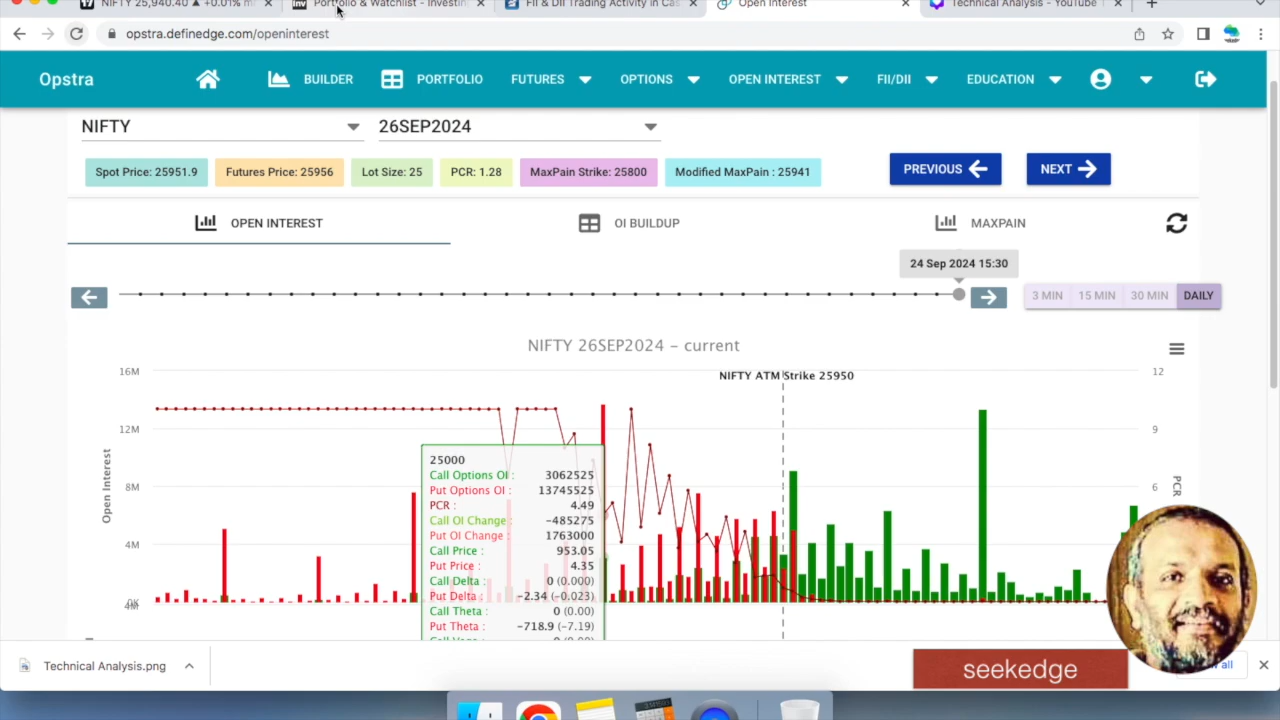 NIFTY 25,940.40 ▲ +0.01%
Portfolio & Watchlist - Investin
FII & DII Trading Activity in Cas
Open Interest
Technical Analysis - YouTube T
opstra.definedge.com/openinterest
Opstra
BUILDER
PORTFOLIO
FUTURES
OPTIONS
OPEN INTEREST
FII/DII
EDUCATION
NIFTY
26SEP2024
Spot Price: 25951.9
Futures Price: 25956
Lot Size: 25
PCR: 1.28
MaxPain Strike: 25800
Modified MaxPain : 25941
PREVIOUS
NEXT
OPEN INTEREST
OI BUILDUP
MAXPAIN
24 Sep 2024 15:30
3 MIN
15 MIN
30 MIN
DAILY
NIFTY 26SEP2024 – current
NIFTY ATM Strike 25950
16M
12M
8M
4M
12
9
6
Open Interest
PCR
25000
Call Options OI : 3062525
Put Options OI : 13745525
PCR : 4.49
Call OI Change : -485275
Put OI Change : 1763000
Call Price : 953.05
Put Price : 4.35
Call Delta : 0 (0.000)
Put Delta : -2.34 (-0.023)
Call Theta : 0 (0.00)
Put Theta : -718.9 (-7.19)
Technical Analysis.png
seekedge
all